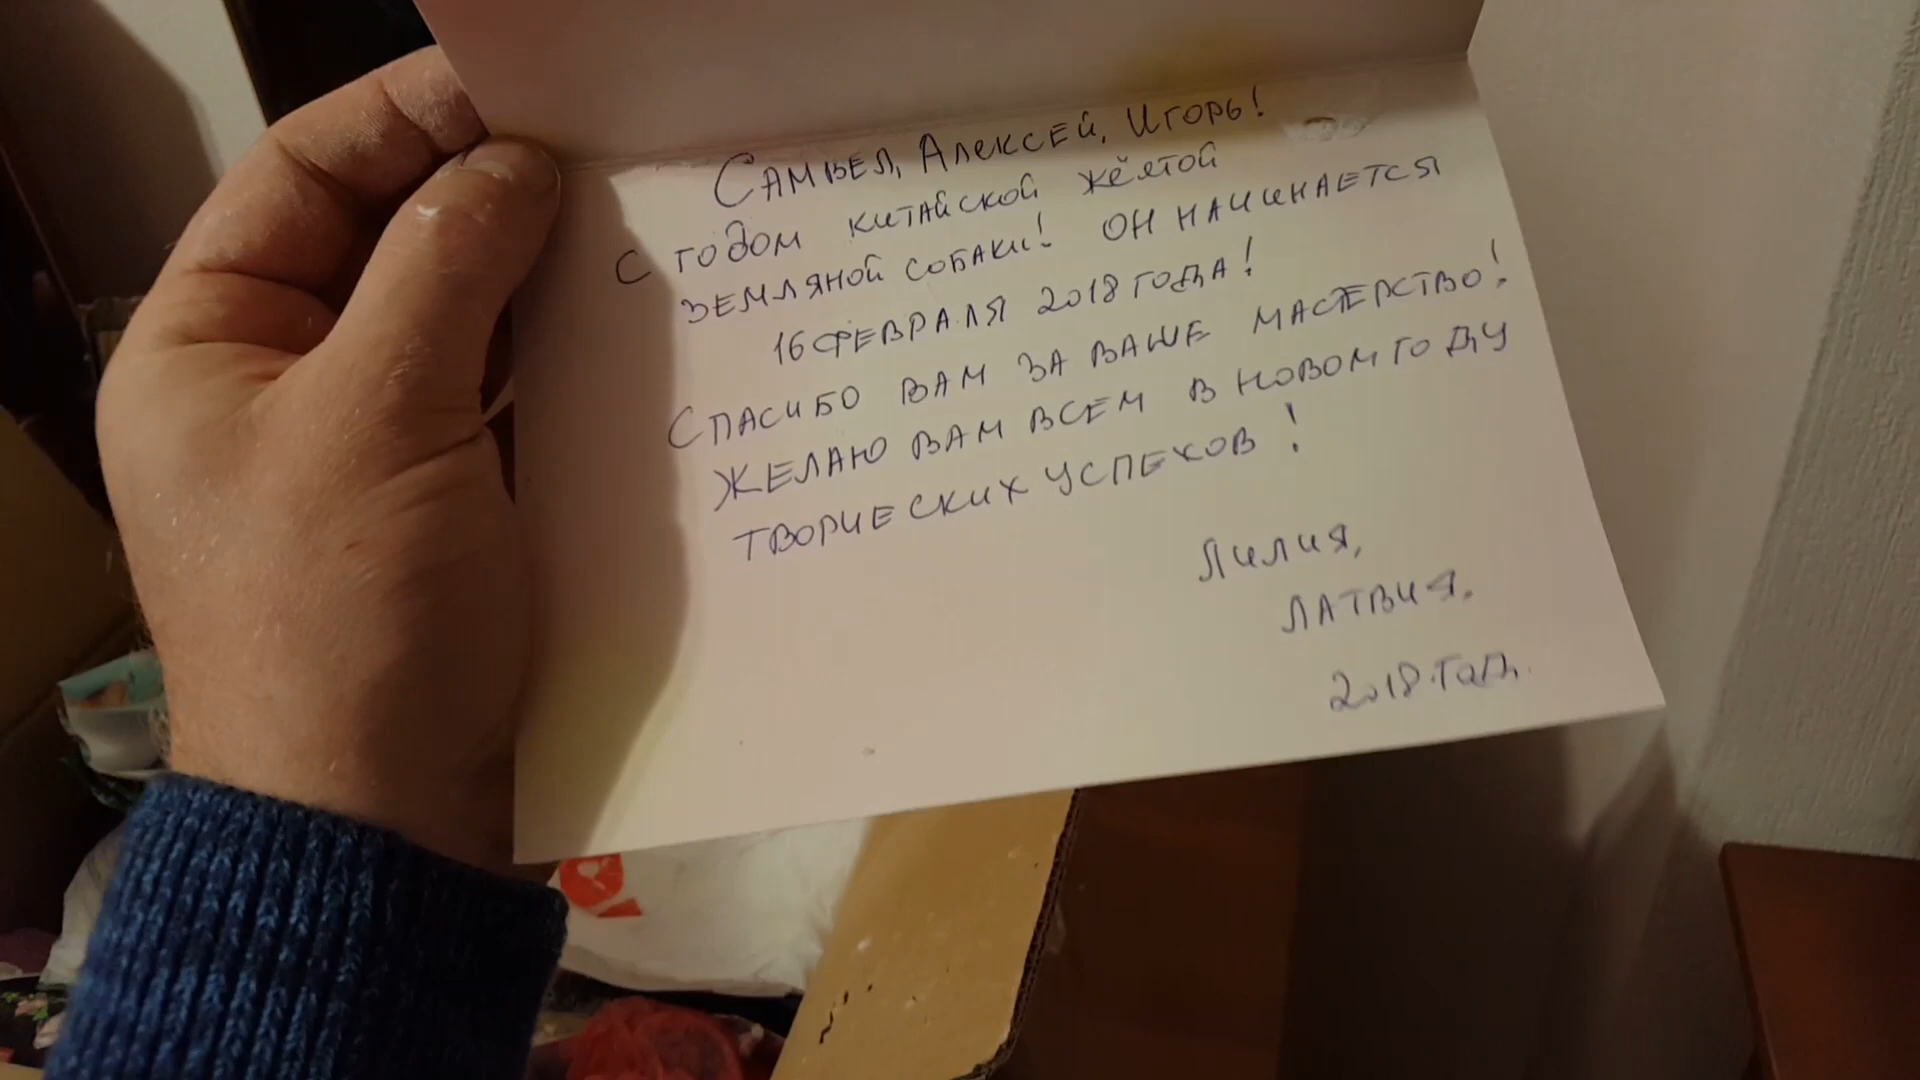 Самвел, Алексей, Игорь!
С годом китайской жёлтой
земляной собаки! Он начинается
16 февраля 2018 года!
Спасибо вам за ваше мастерство!
Желаю вам всем в новом году
творческих успехов!
Лилия,
Латвия.
2018.год.